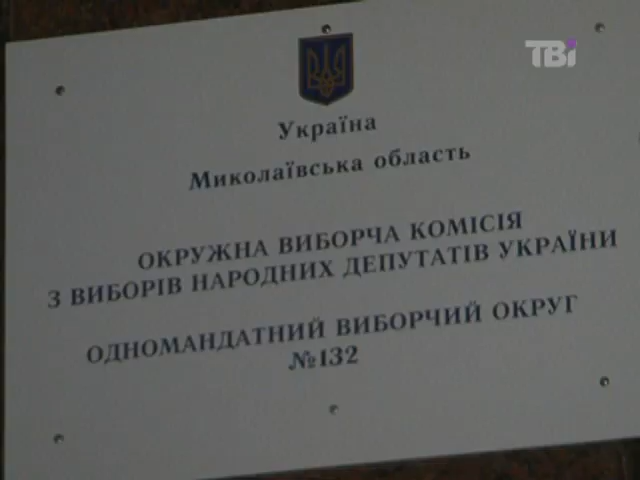 ТВі
Україна
Миколаївська область
ОКРУЖНА ВИБОРЧА КОМІСІЯ
З ВИБОРІВ НАРОДНИХ ДЕПУТАТІВ УКРАЇНИ
ОДНОМАНДАТНИЙ ВИБОРЧИЙ ОКРУГ
№132